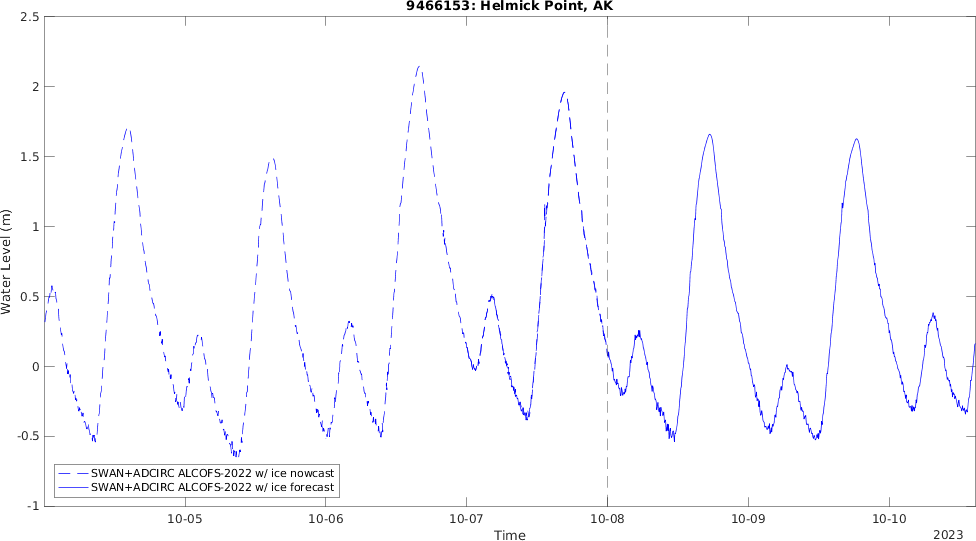 9466153: Helmick Point, AK
2.5
2
1.5
1
0.5
0
-0.5
-1
Water Level (m)
SWAN+ADCIRC ALCOFS-2022 w/ ice nowcast
SWAN+ADCIRC ALCOFS-2022 w/ ice forecast
10-05 10-06 10-07 10-08 10-09 10-10
Time
2023